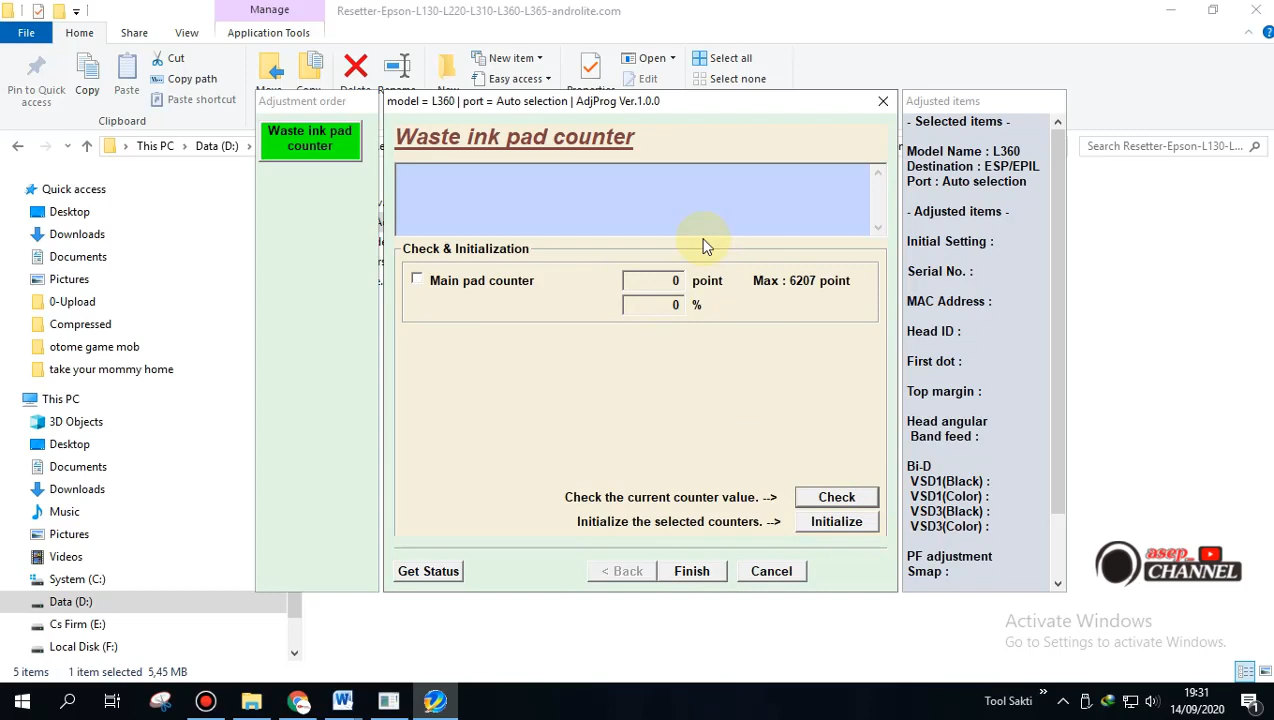 Manage
Resetter-Epson-L130-L220-L310-L360-L365-androlite.com
File
Home
Share
View
Application Tools
Pin to Quick access
Copy
Paste
Cut
Copy path
Paste shortcut
Clipboard
Move
Copy
Delete
Rename
New
New item
Easy access
Properties
Open
Edit
Select all
Select none
This PC
Data (D:)
Search Resetter-Epson-L130-L...
Quick access
Desktop
Downloads
Documents
Pictures
0-Upload
Compressed
otome game mob
take your mommy home
This PC
3D Objects
Desktop
Documents
Downloads
Music
Pictures
Videos
System (C:)
Data (D:)
Cs Firm (E:)
Local Disk (F:)
5 items
1 item selected 5,45 MB
Adjustment order
Waste ink pad
counter
model = L360 | port = Auto selection | AdjProg Ver.1.0.0
Waste ink pad counter
Check & Initialization
Main pad counter
0 point
Max : 6207 point
0 %
Check the current counter value. -->
Check
Initialize the selected counters. -->
Initialize
Get Status
< Back
Finish
Cancel
Adjusted items
- Selected items -
Model Name : L360
Destination : ESP/EPIL
Port : Auto selection
- Adjusted items -
Initial Setting :
Serial No. :
MAC Address :
Head ID :
First dot :
Top margin :
Head angular
Band feed :
Bi-D
VSD1(Black) :
VSD1(Color) :
VSD3(Black) :
VSD3(Color) :
PF adjustment
Smap :
asep
CHANNEL
Activate Windows
Go to Settings to activate Windows.
Tool Sakti
19:31
14/09/2020